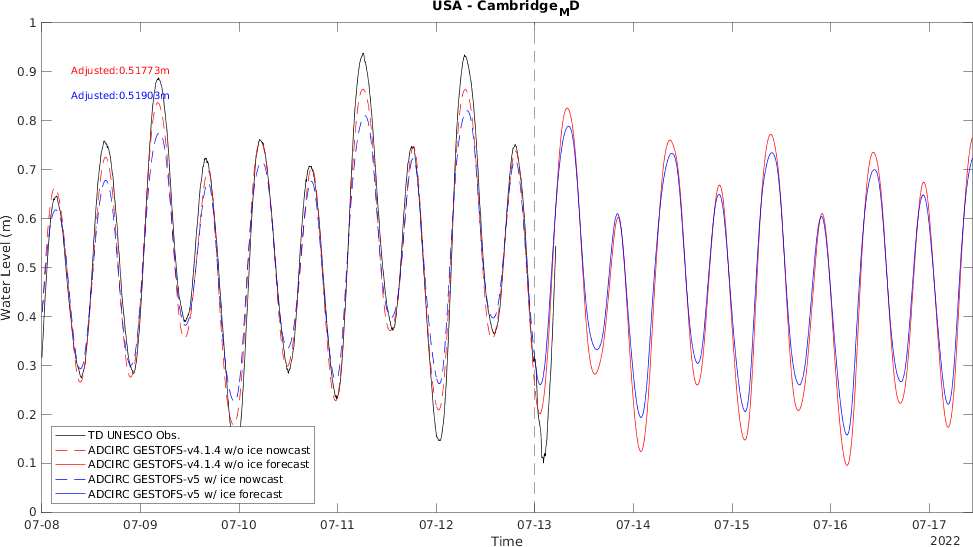 USA - Cambridge_MD
1
0.9
0.8
0.7
0.6
0.5
0.4
0.3
0.2
0.1
0
Water Level (m)
Adjusted:0.51773m
Adjusted:0.51903m
TD UNESCO Obs.
ADCIRC GESTOFS-v4.1.4 w/o ice nowcast
ADCIRC GESTOFS-v4.1.4 w/o ice forecast
ADCIRC GESTOFS-v5 w/ ice nowcast
ADCIRC GESTOFS-v5 w/ ice forecast
07-08 07-09 07-10 07-11 07-12 07-13 07-14 07-15 07-16 07-17
Time
2022